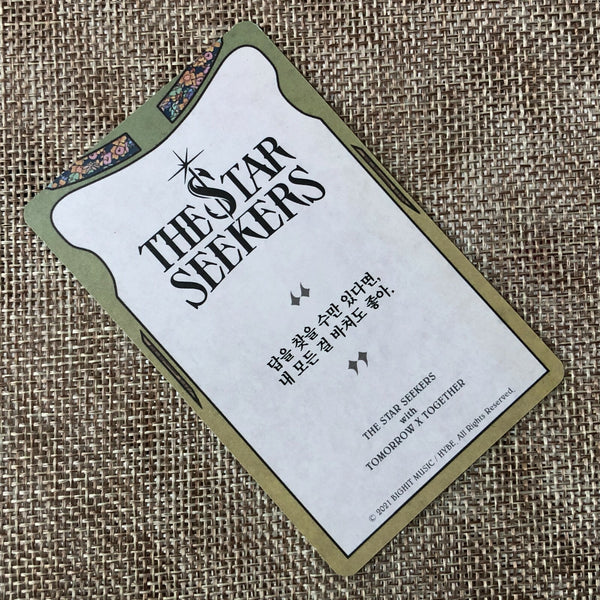 THE STAR
SEEKERS
“
답을 찾을 수만 있다면,
내 모든 걸 바쳐도 좋아.
”
THE STAR SEEKERS
with
TOMORROW X TOGETHER
© 2021 BIGHIT MUSIC / HYBE. All Rights Reserved.